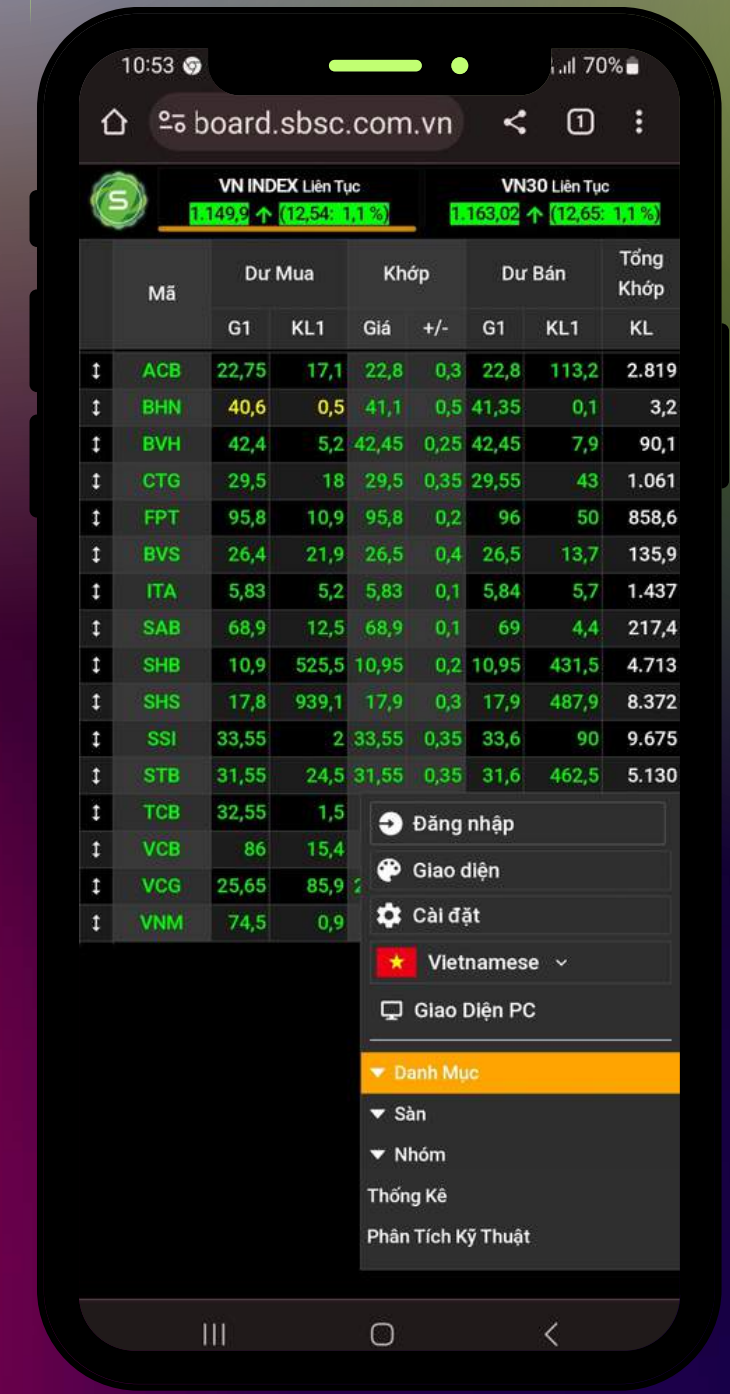 10:53 70%
board.sbsc.com.vn 1
S
VN INDEX Liên Tục VN30 Liên Tục
1.149,9 ↑ (12,54: 1,1 %) 1.163,02 ↑ (12,65: 1,1 %)
Mã Dư Mua Khớp Dư Bán Tổng Khớp
G1 KL1 Giá +/- G1 KL1 KL
ACB 22,75 17,1 22,8 0,3 22,8 113,2 2.819
BHN 40,6 0,5 41,1 0,5 41,35 0,1 3,2
BVH 42,4 5,2 42,45 0,25 42,45 7,9 90,1
CTG 29,5 18 29,5 0,35 29,55 43 1.061
FPT 95,8 10,9 95,8 0,2 96 50 858,6
BVS 26,4 21,9 26,5 0,4 26,5 13,7 135,9
ITA 5,83 5,2 5,83 0,1 5,84 5,7 1.437
SAB 68,9 12,5 68,9 0,1 69 4,4 217,4
SHB 10,9 525,5 10,95 0,2 10,95 431,5 4.713
SHS 17,8 939,1 17,9 0,3 17,9 487,9 8.372
SSI 33,55 2 33,55 0,35 33,6 90 9.675
STB 31,55 24,5 31,55 0,35 31,6 462,5 5.130
TCB 32,55 1,5
VCB 86 15,4
VCG 25,65 85,9
VNM 74,5 0,9
Đăng nhập
Giao diện
Cài đặt
Vietnamese
Giao Diện PC
Danh Mục
Sàn
Nhóm
Thống Kê
Phân Tích Kỹ Thuật